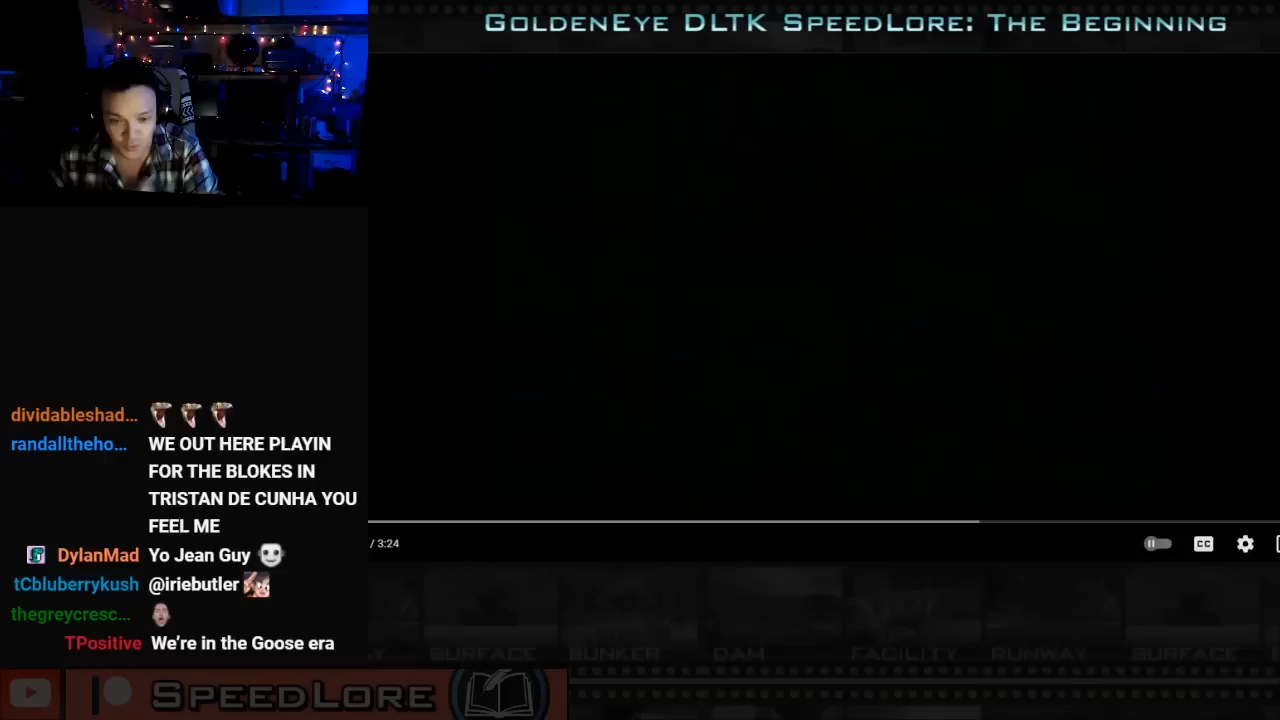 GoldenEye DLTK SpeedLore: The Beginning
dividableshad...
randalltheho... WE OUT HERE PLAYIN
FOR THE BLOKES IN
TRISTAN DE CUNHA YOU
FEEL ME
DylanMad Yo Jean Guy
tCbluberrykush @iriebutler
thegreycresc...
TPositive We're in the Goose era
/ 3:24
CC
SURFACE BUNKER DAM FACILITY RUNWAY SURFACE
SpeedLore